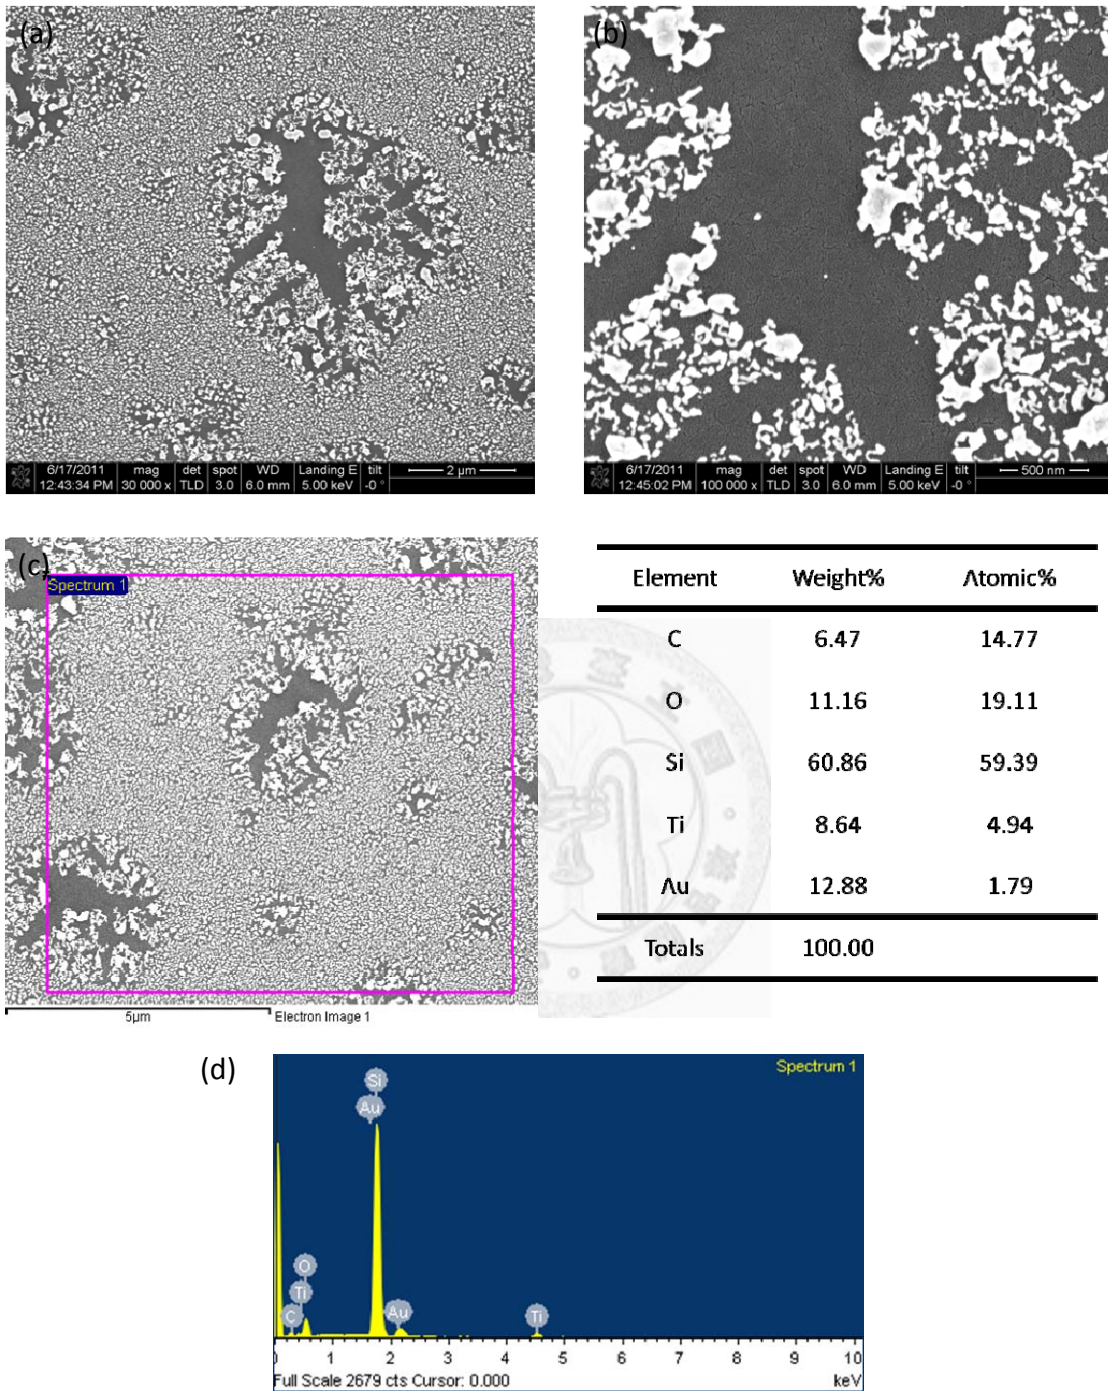 (a)
6/17/2011 mag det spot WD Landing E tilt
12:43:34 PM 30 000 x TLD 3.0 6.0 mm 5.00 keV -0 ° 2 µm
(b)
6/17/2011 mag det spot WD Landing E tilt
12:45:02 PM 100 000 x TLD 3.0 6.0 mm 5.00 keV -0 ° 500 nm
(c)
Spectrum 1
5µm Electron Image 1
Element Weight% Atomic%
C 6.47 14.77
O 11.16 19.11
Si 60.86 59.39
Ti 8.64 4.94
Au 12.88 1.79
Totals 100.00
(d)
Spectrum 1
Si
Au
O
Ti
C
Au
Ti
1 2 3 4 5 6 7 8 9 10
Full Scale 2679 cts Cursor: 0.000 keV